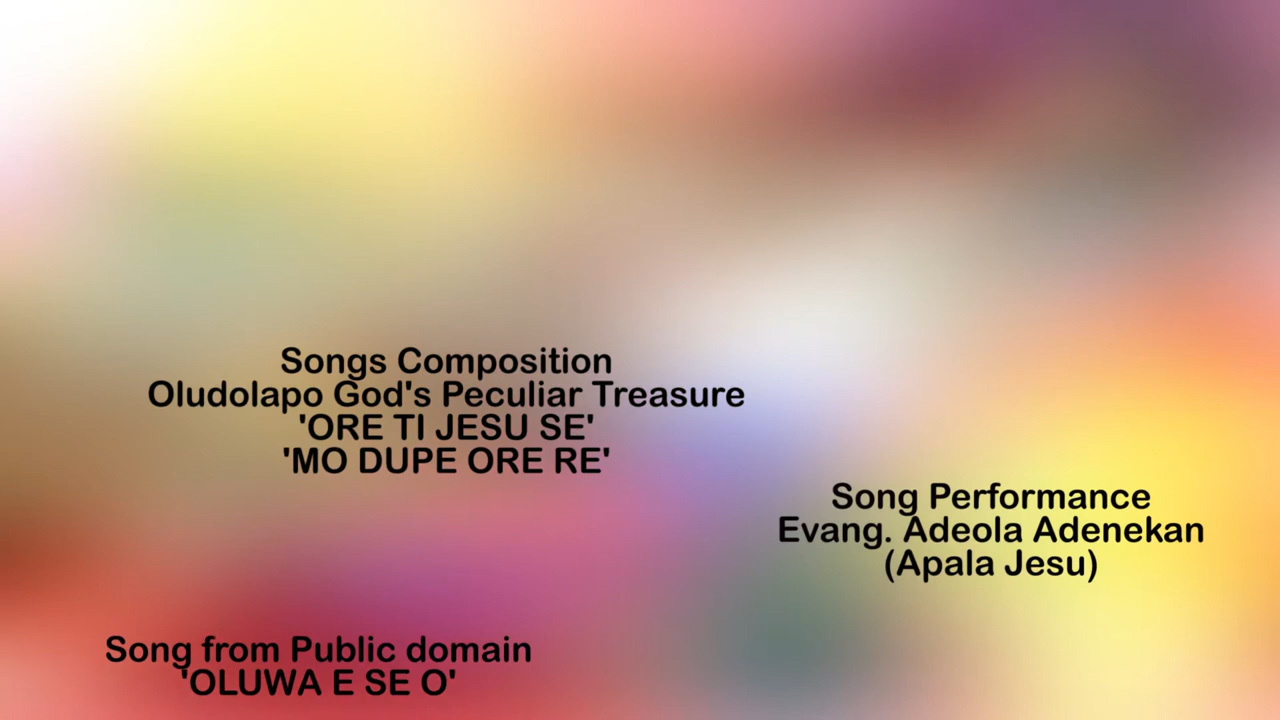 Songs Composition
Oludolapo God's Peculiar Treasure
'ORE TI JESU SE'
'MO DUPE ORE RE'
Song Performance
Evang. Adeola Adenekan
(Apala Jesu)
Song from Public domain
'OLUWA E SE O'